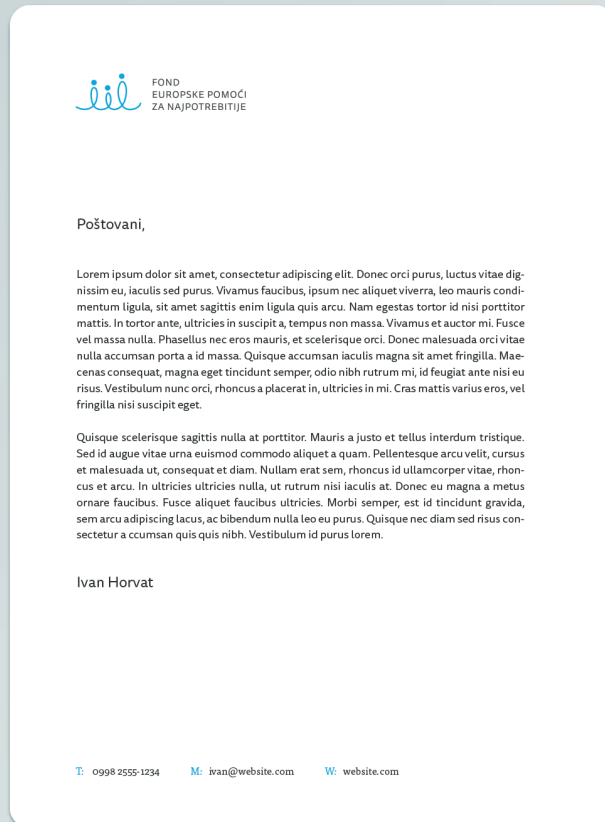 FOND
EUROPSKE POMOĆI
ZA NAJPOTREBITIJE
Poštovani,
Lorem ipsum dolor sit amet, consectetur adipiscing elit. Donec orci purus, luctus vitae dig-
nissim eu, iaculis sed purus. Vivamus faucibus, ipsum nec aliquet viverra, leo mauris condi-
mentum ligula, sit amet sagittis enim ligula quis arcu. Nam egestas tortor id nisi porttitor
mattis. In tortor ante, ultricies in suscipit a, tempus non massa. Vivamus et auctor mi. Fusce
vel massa nulla. Phasellus nec eros mauris, et scelerisque orci. Donec malesuada orci vitae
nulla accumsan porta a id massa. Quisque accumsan iaculis magna sit amet fringilla. Mae-
cenas consequat, magna eget tincidunt semper, odio nibh rutrum mi, id feugiat ante nisi eu
risus. Vestibulum nunc orci, rhoncus a placerat in, ultricies in mi. Cras mattis varius eros, vel
fringilla nisi suscipit eget.
Quisque scelerisque sagittis nulla at porttitor. Mauris a justo et tellus interdum tristique.
Sed id augue vitae urna euismod commodo aliquet a quam. Pellentesque arcu velit, cursus
et malesuada ut, consequat et diam. Nullam erat sem, rhoncus id ullamcorper vitae, rhon-
cus et arcu. In ultricies ultricies nulla, ut rutrum nisi iaculis at. Donec eu magna a metus
ornare faucibus. Fusce aliquet faucibus ultricies. Morbi semper, est id tincidunt gravida,
sem arcu adipiscing lacus, ac bibendum nulla leo eu purus. Quisque nec diam sed risus con-
sectetur a ccumsan quis quis nibh. Vestibulum id purus lorem.
Ivan Horvat
T: 0998 2555-1234 M: ivan@website.com W: website.com